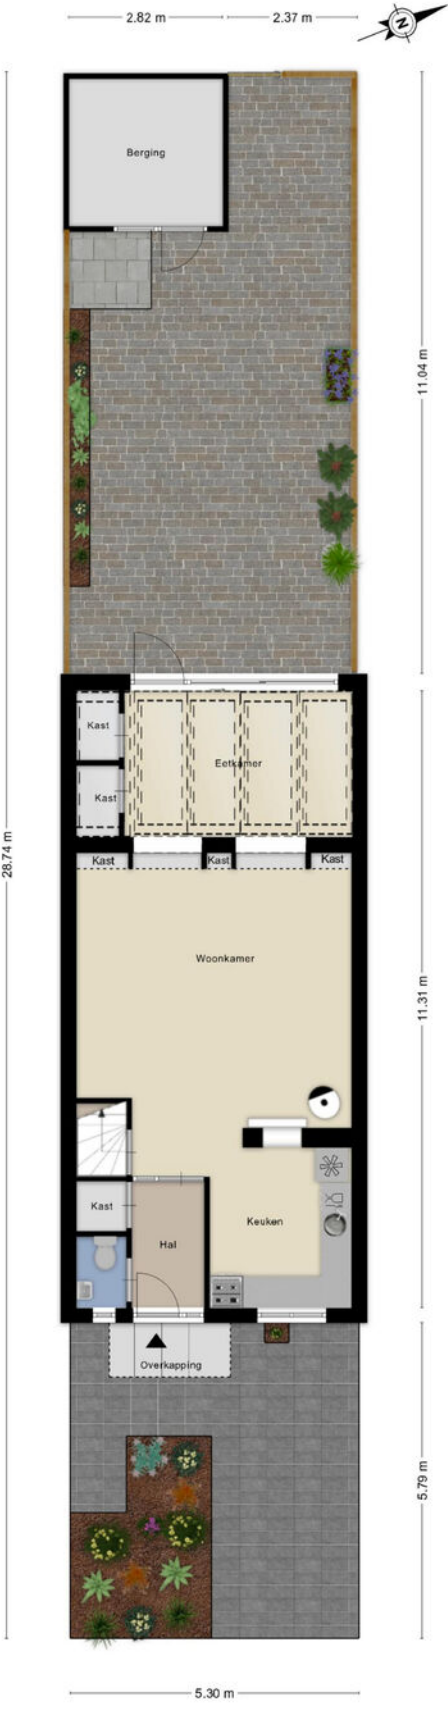 2.82 m
2.37 m
N
Berging
11.04 m
Kast
Eetkamer
Kast
28.74 m
Kast
Kast
Kast
Woonkamer
11.31 m
Kast
Keuken
Hal
Overkapping
5.79 m
5.30 m